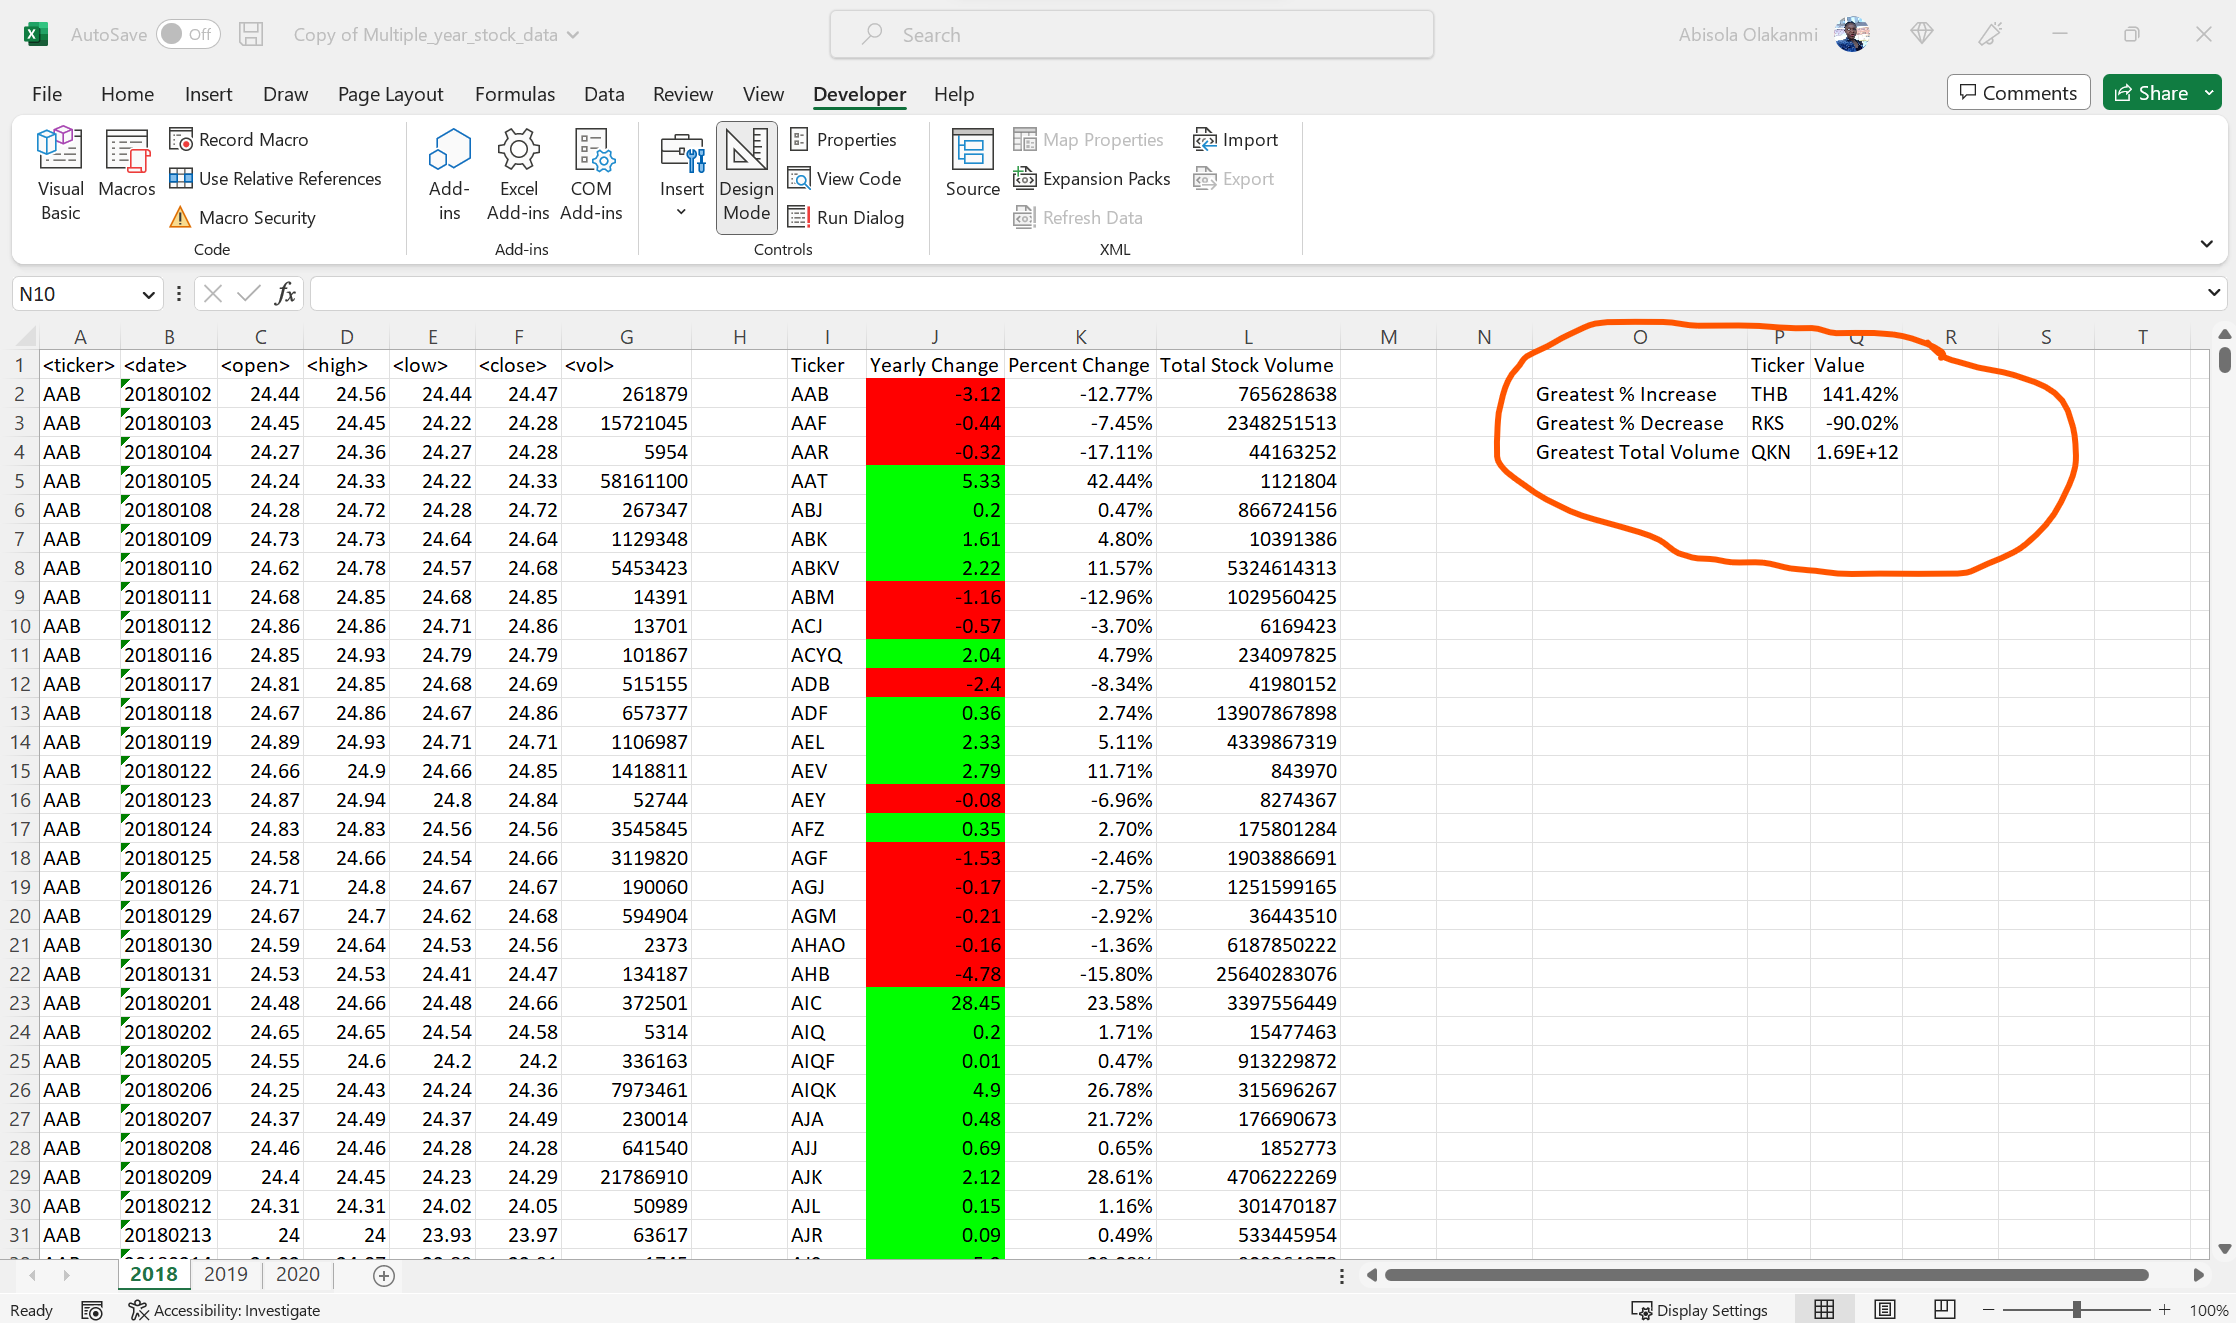 AutoSave Off Copy of Multiple_year_stock_data Search Abisola Olakanmi
File Home Insert Draw Page Layout Formulas Data Review View Developer Help Comments Share
Visual Basic Macros Record Macro Use Relative References Macro Security Code
Add-ins Excel Add-ins COM Add-ins Add-ins
Insert Design Mode Properties View Code Run Dialog Controls
Source Map Properties Expansion Packs Refresh Data Import Export XML
N10 fx
A B C D E F G H I J K L M N O P Q R S T
1 <ticker> <date> <open> <high> <low> <close> <vol> Ticker Yearly Change Percent Change Total Stock Volume Ticker Value
2 AAB 20180102 24.44 24.56 24.44 24.47 261879 AAB -3.12 -12.77% 765628638 Greatest % Increase THB 141.42%
3 AAB 20180103 24.45 24.45 24.22 24.28 15721045 AAF -0.44 -7.45% 2348251513 Greatest % Decrease RKS -90.02%
4 AAB 20180104 24.27 24.36 24.27 24.28 5954 AAR -0.32 -17.11% 44163252 Greatest Total Volume QKN 1.69E+12
5 AAB 20180105 24.24 24.33 24.22 24.33 58161100 AAT 5.33 42.44% 1121804
6 AAB 20180108 24.28 24.72 24.28 24.72 267347 ABJ 0.2 0.47% 866724156
7 AAB 20180109 24.73 24.73 24.64 24.64 1129348 ABK 1.61 4.80% 10391386
8 AAB 20180110 24.62 24.78 24.57 24.68 5453423 ABKV 2.22 11.57% 5324614313
9 AAB 20180111 24.68 24.85 24.68 24.85 14391 ABM -1.16 -12.96% 1029560425
10 AAB 20180112 24.86 24.86 24.71 24.86 13701 ACJ -0.57 -3.70% 6169423
11 AAB 20180116 24.85 24.93 24.79 24.79 101867 ACYQ 2.04 4.79% 234097825
12 AAB 20180117 24.81 24.85 24.68 24.69 515155 ADB -2.4 -8.34% 41980152
13 AAB 20180118 24.67 24.86 24.67 24.86 657377 ADF 0.36 2.74% 13907867898
14 AAB 20180119 24.89 24.93 24.71 24.71 1106987 AEL 2.33 5.11% 4339867319
15 AAB 20180122 24.66 24.9 24.66 24.85 1418811 AEV 2.79 11.71% 843970
16 AAB 20180123 24.87 24.94 24.8 24.84 52744 AEY -0.08 -6.96% 8274367
17 AAB 20180124 24.83 24.83 24.56 24.56 3545845 AFZ 0.35 2.70% 175801284
18 AAB 20180125 24.58 24.66 24.54 24.66 3119820 AGF -1.53 -2.46% 1903886691
19 AAB 20180126 24.71 24.8 24.67 24.67 190060 AGJ -0.17 -2.75% 1251599165
20 AAB 20180129 24.67 24.7 24.62 24.68 594904 AGM -0.21 -2.92% 36443510
21 AAB 20180130 24.59 24.64 24.53 24.56 2373 AHAO -0.16 -1.36% 6187850222
22 AAB 20180131 24.53 24.53 24.41 24.47 134187 AHB -4.78 -15.80% 25640283076
23 AAB 20180201 24.48 24.66 24.48 24.66 372501 AIC 28.45 23.58% 3397556449
24 AAB 20180202 24.65 24.65 24.54 24.58 5314 AIQ 0.2 1.71% 15477463
25 AAB 20180205 24.55 24.6 24.2 24.2 336163 AIQF 0.01 0.47% 913229872
26 AAB 20180206 24.25 24.43 24.24 24.36 7973461 AIQK 4.9 26.78% 315696267
27 AAB 20180207 24.37 24.49 24.37 24.49 230014 AJA 0.48 21.72% 176690673
28 AAB 20180208 24.46 24.46 24.28 24.28 641540 AJJ 0.69 0.65% 1852773
29 AAB 20180209 24.4 24.45 24.23 24.29 21786910 AJK 2.12 28.61% 4706222269
30 AAB 20180212 24.31 24.31 24.02 24.05 50989 AJL 0.15 1.16% 301470187
31 AAB 20180213 24 24 23.93 23.97 63617 AJR 0.09 0.49% 533445954
2018 2019 2020
Ready Accessibility: Investigate Display Settings 100%